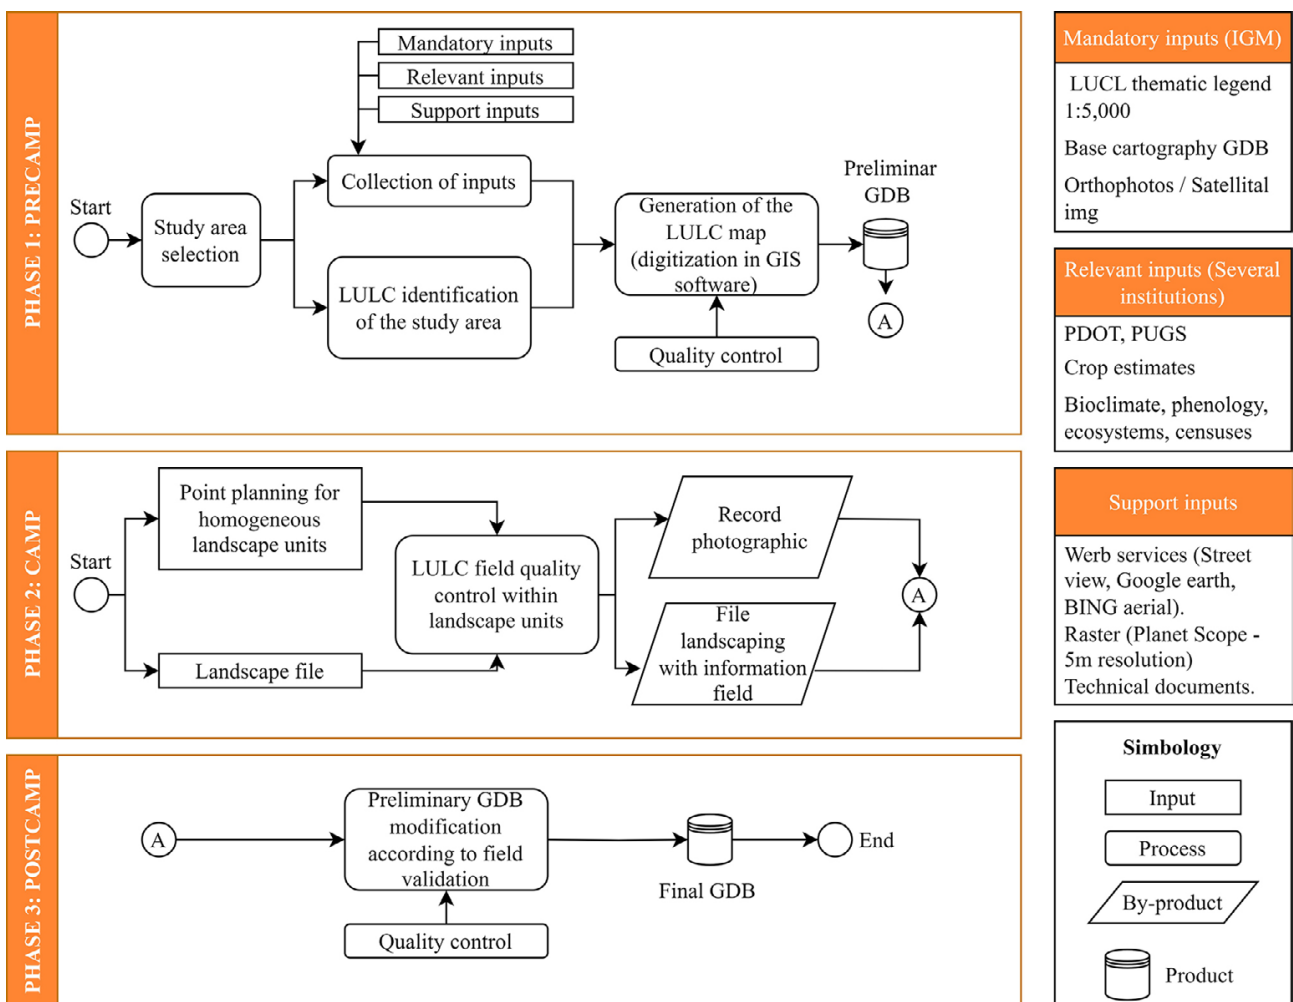 PHASE 1: PRECAMP
Mandatory inputs
Relevant inputs
Support inputs
Start
Study area
selection
Collection of inputs
LULC identification
of the study area
Generation of the
LULC map
(digitization in GIS
software)
Quality control
Preliminar
GDB
A
PHASE 2: CAMP
Start
Point planning for
homogeneous
landscape units
Landscape file
LULC field quality
control within
landscape units
Record
photographic
File
landscaping
with information
field
A
PHASE 3: POSTCAMP
A
Preliminary GDB
modification
according to field
validation
Quality control
Final GDB
End
Mandatory inputs (IGM)
LUCL thematic legend
1:5,000
Base cartography GDB
Orthophotos / Satellital
img
Relevant inputs (Several
institutions)
PDOT, PUGS
Crop estimates
Bioclimate, phenology,
ecosystems, censuses
Support inputs
Werb services (Street
view, Google earth,
BING aerial).
Raster (Planet Scope -
5m resolution)
Technical documents.
Simbology
Input
Process
By-product
Product